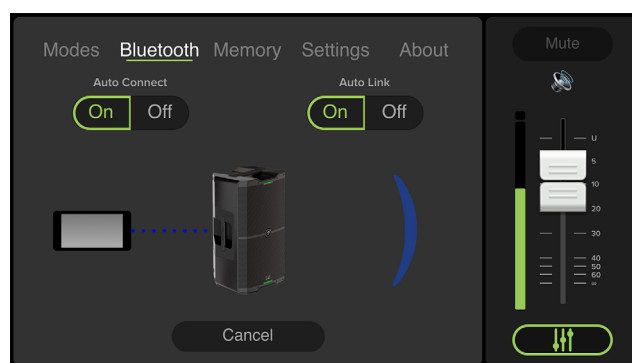 Modes Bluetooth Memory Settings About
Mute
Auto Connect Auto Link
On Off On Off
U
5
10
20
30
40
50
60
∞
Cancel